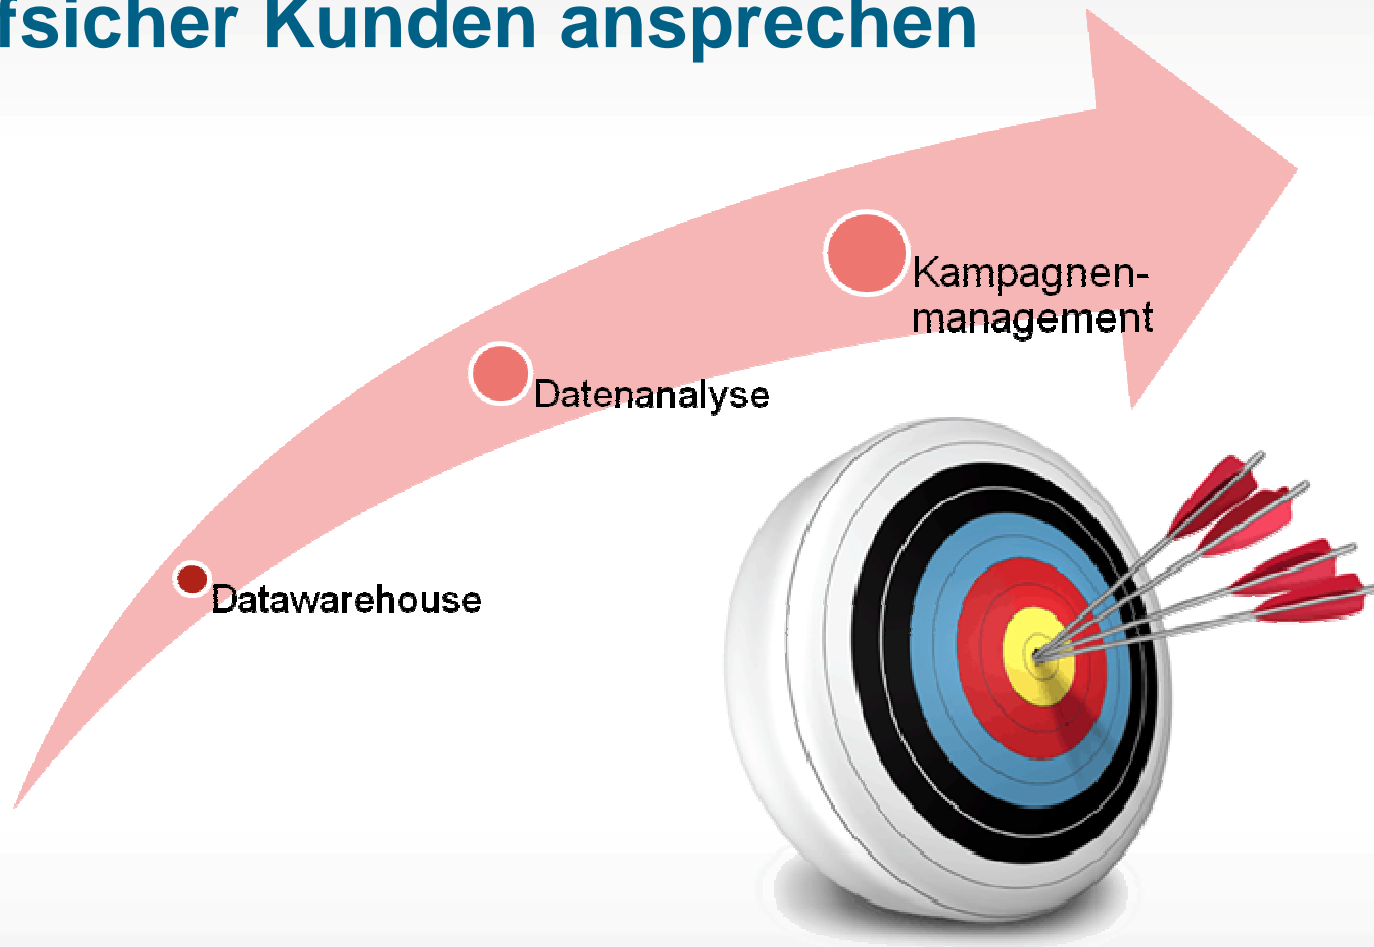 fsicher Kunden ansprechen
Kampagnen-
management
Datenanalyse
Datawarehouse